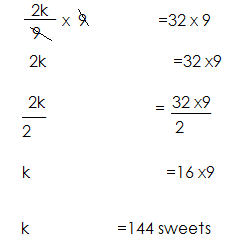 2k/9 x 9 =32 x 9
2k =32 x9
2k/2 = 32 x9/2
k =16 x9
k =144 sweets